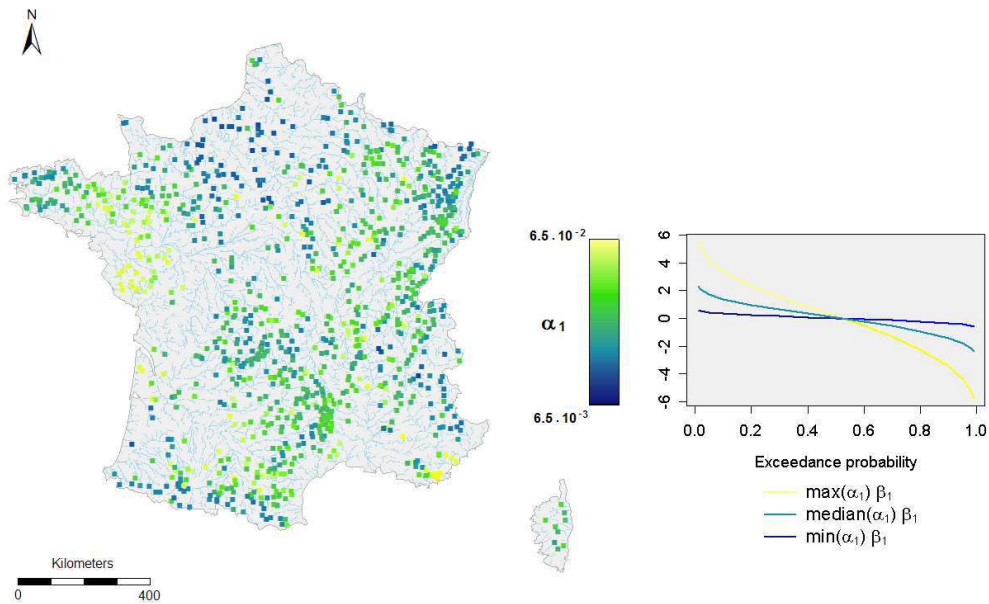 N
6.5·10⁻²
α₁
6.5·10⁻³
6
4
2
0
-2
-4
-6
0.0 0.2 0.4 0.6 0.8 1.0
Exceedance probability
max(α₁) β₁
median(α₁) β₁
min(α₁) β₁
Kilometers
0 400